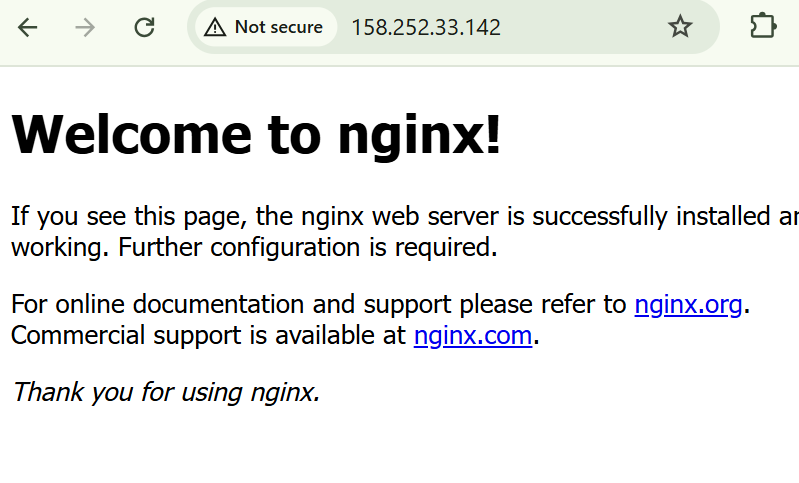 Not secure 158.252.33.142
Welcome to nginx!
If you see this page, the nginx web server is successfully installed
working. Further configuration is required.
For online documentation and support please refer to nginx.org.
Commercial support is available at nginx.com.
Thank you for using nginx.